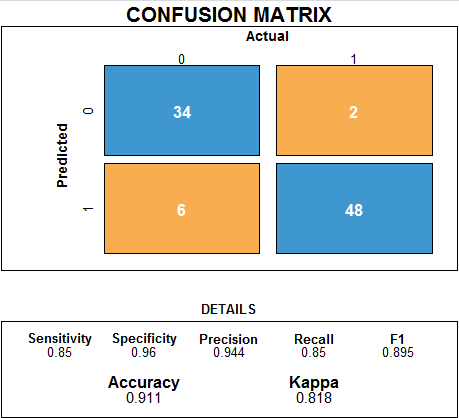 CONFUSION MATRIX
Actual
0 1
Predicted
0 34 2
1 6 48
DETAILS
Sensitivity Specificity Precision Recall F1
0.85 0.96 0.944 0.85 0.895
Accuracy Kappa
0.911 0.818